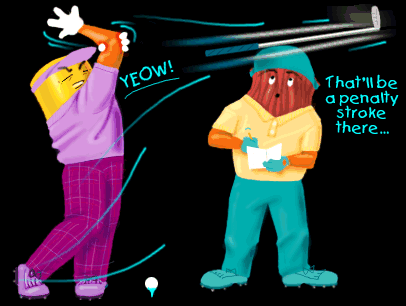 YEOW!
That'll be
a penalty
stroke
there...